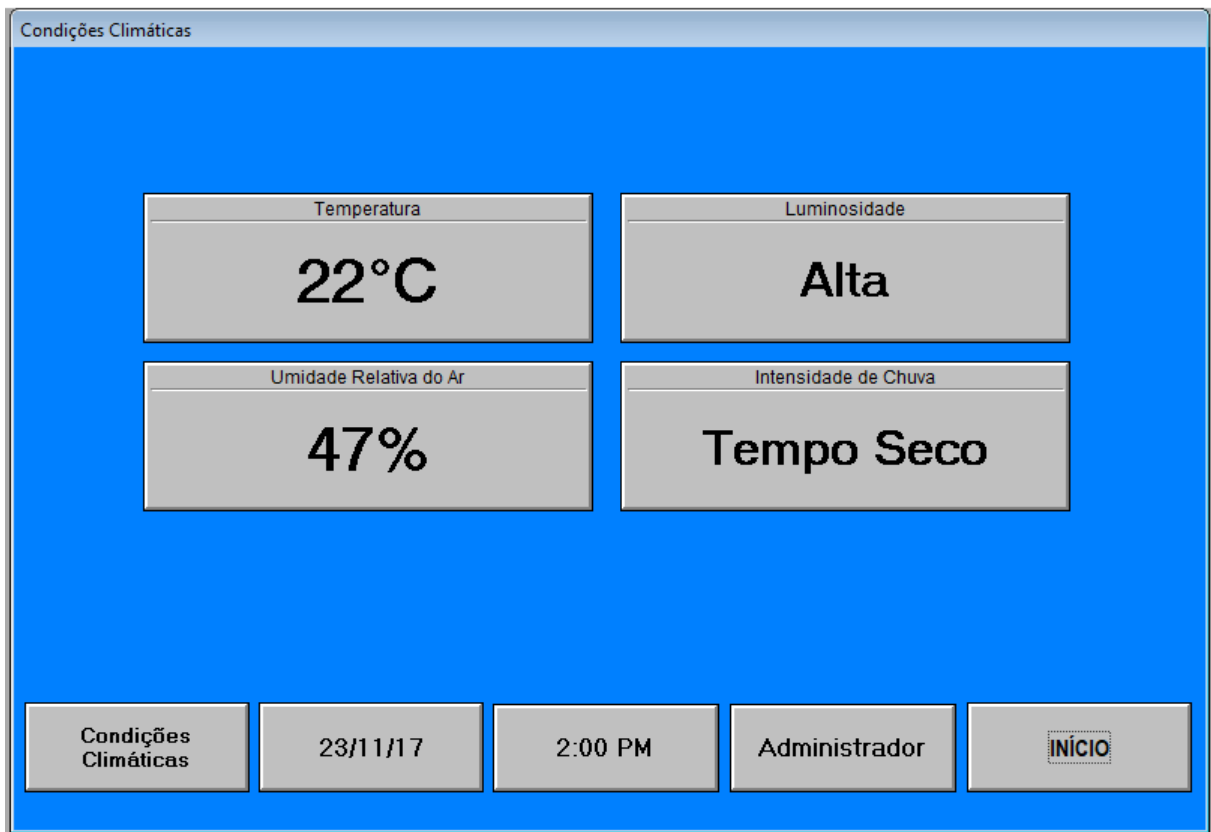 Condições Climáticas
Temperatura
22°C
Luminosidade
Alta
Umidade Relativa do Ar
47%
Intensidade de Chuva
Tempo Seco
Condições
Climáticas
23/11/17
2:00 PM
Administrador
INÍCIO